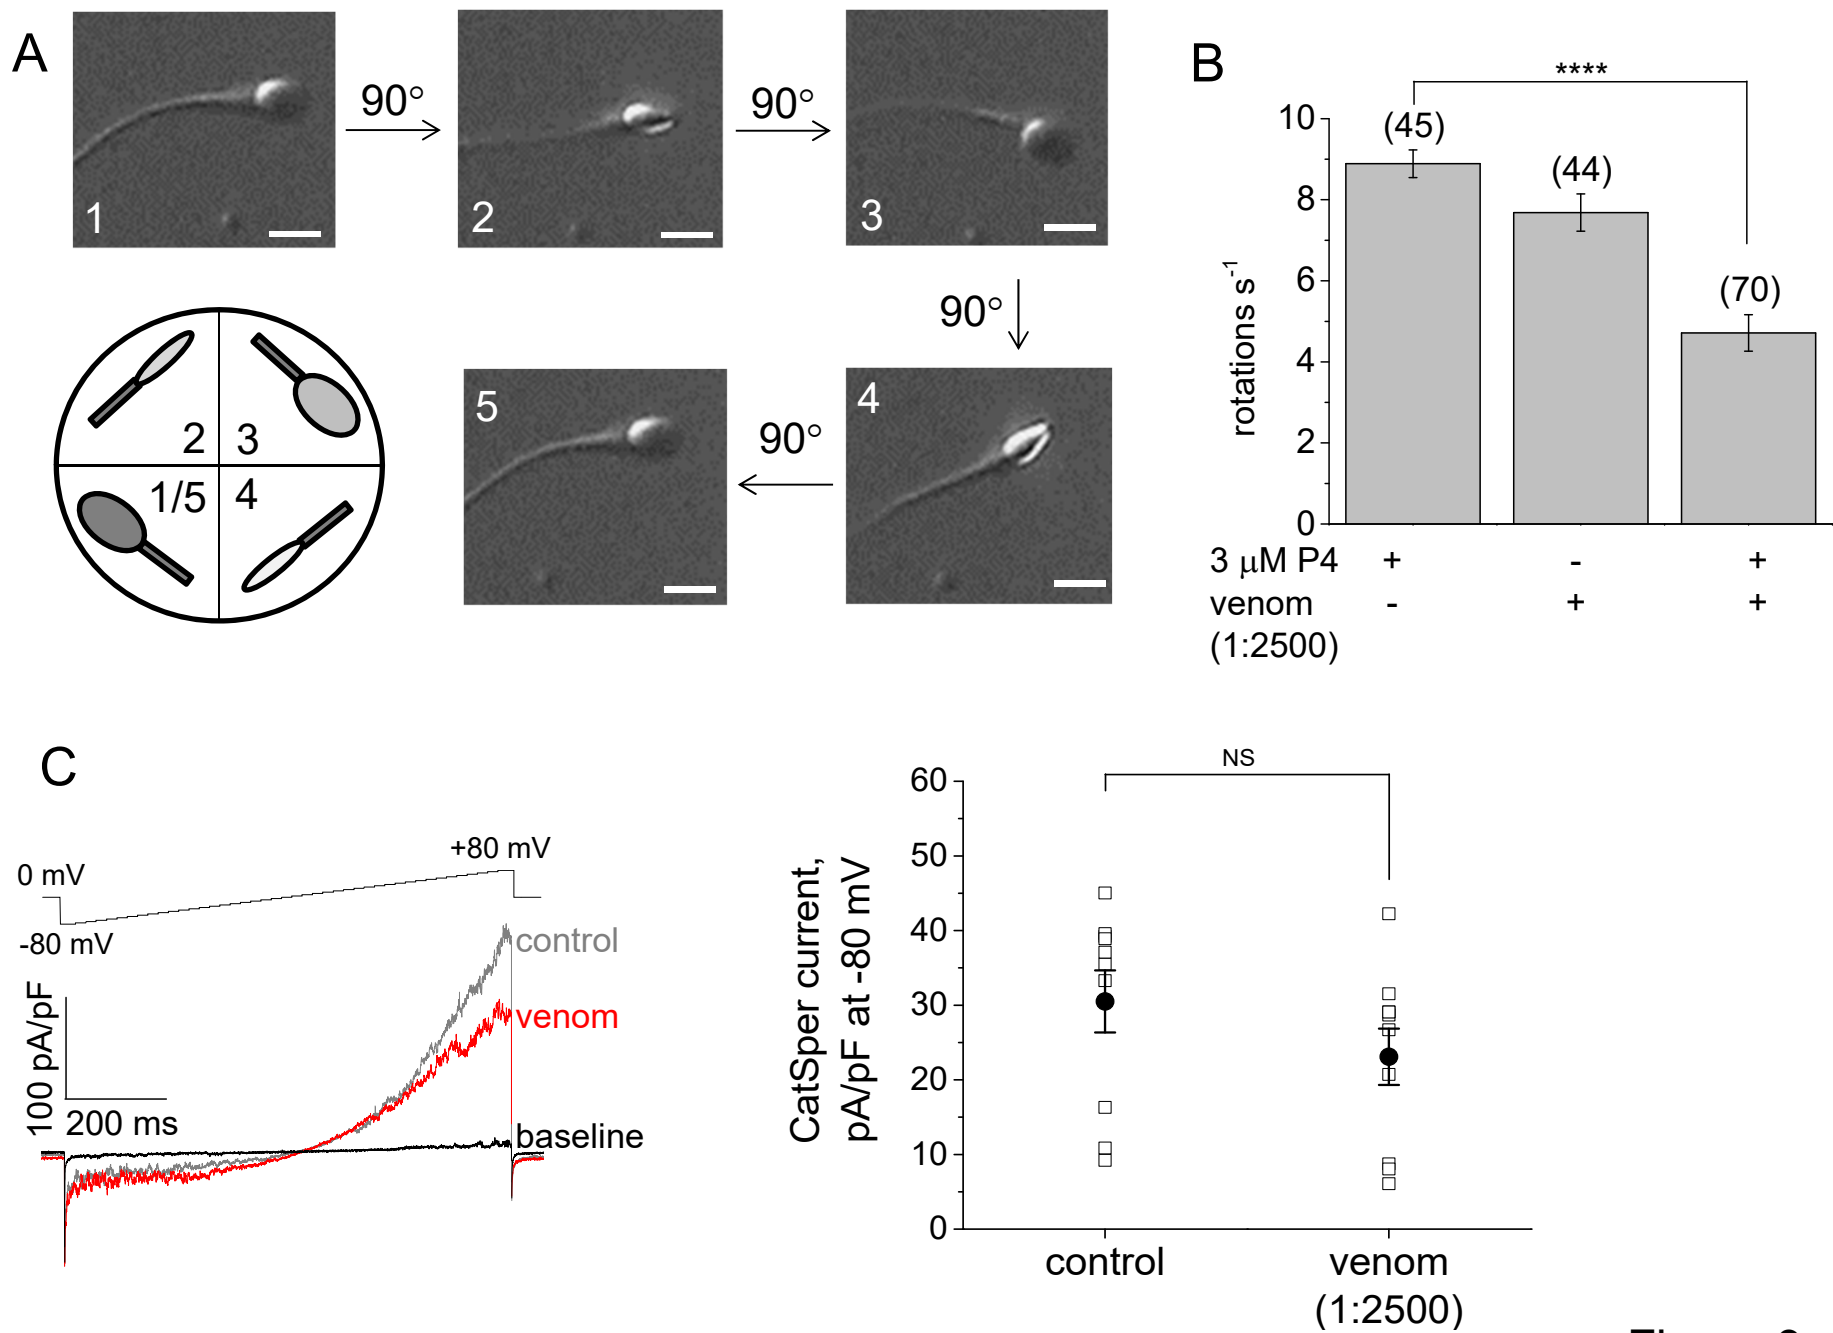 A
1
90°
2
90°
3
90°
4
90°
5
2
3
1/5
4
B
****
10
8
6
4
2
0
rotations s⁻¹
(45)
(44)
(70)
3 μM P4 + - +
venom - + +
(1:2500)
C
0 mV
+80 mV
-80 mV
control
venom
baseline
100 pA/pF
200 ms
NS
60
50
40
30
20
10
0
CatSper current,
pA/pF at -80 mV
control
venom
(1:2500)